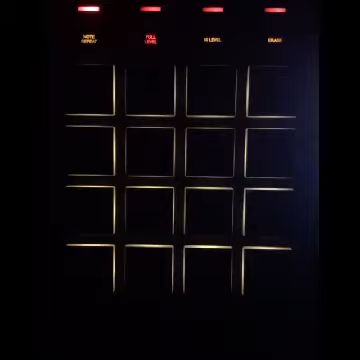 NOTE
REPEAT
FULL
LEVEL
16 LEVEL
ERASE